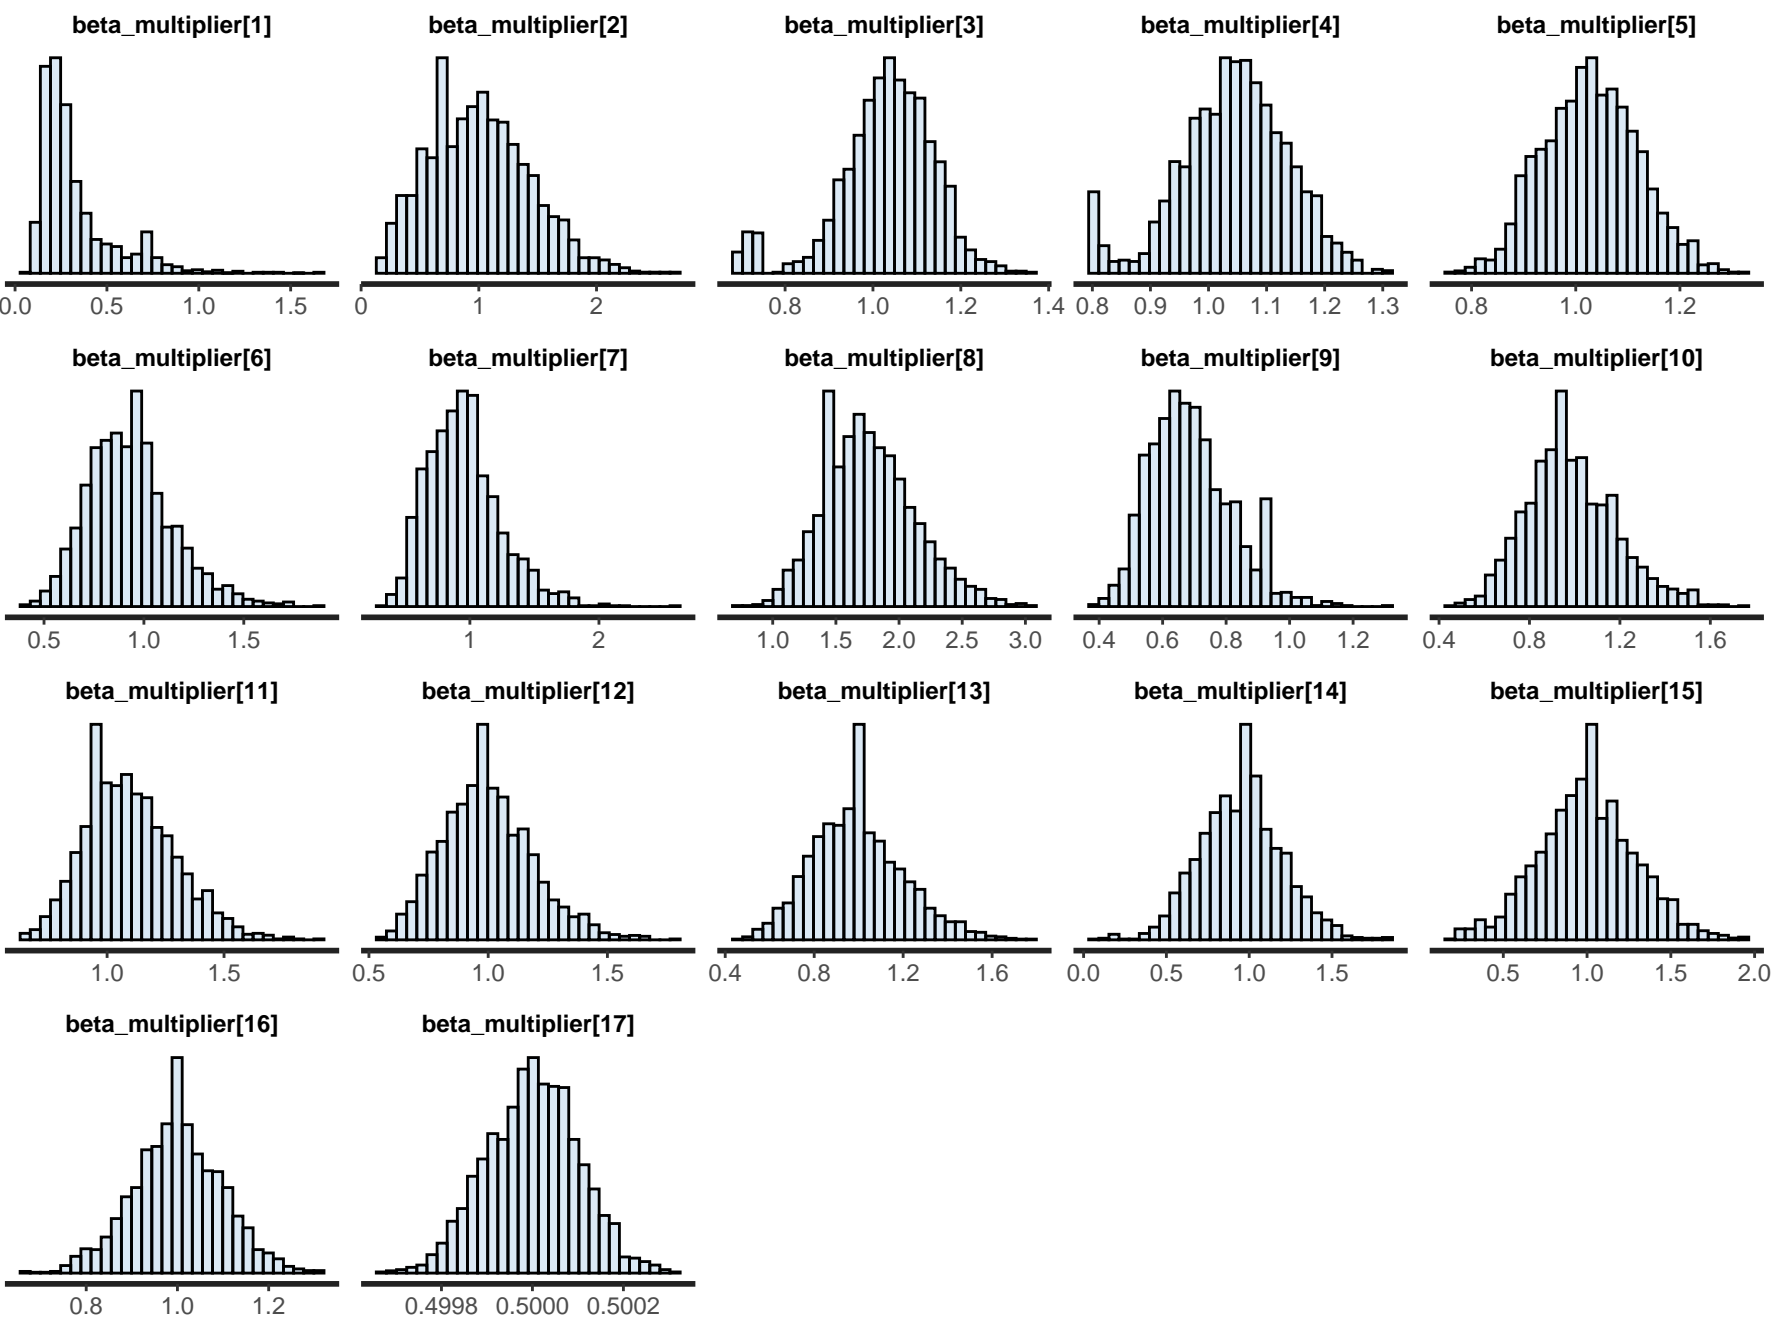 beta_multiplier[1] beta_multiplier[2] beta_multiplier[3] beta_multiplier[4] beta_multiplier[5]
0.0 0.5 1.0 1.5 0 1 2 0.8 1.0 1.2 1.4 0.8 0.9 1.0 1.1 1.2 1.3 0.8 1.0 1.2
beta_multiplier[6] beta_multiplier[7] beta_multiplier[8] beta_multiplier[9] beta_multiplier[10]
0.5 1.0 1.5 1 2 1.0 1.5 2.0 2.5 3.0 0.4 0.6 0.8 1.0 1.2 0.4 0.8 1.2 1.6
beta_multiplier[11] beta_multiplier[12] beta_multiplier[13] beta_multiplier[14] beta_multiplier[15]
1.0 1.5 0.5 1.0 1.5 0.4 0.8 1.2 1.6 0.0 0.5 1.0 1.5 0.5 1.0 1.5 2.0
beta_multiplier[16] beta_multiplier[17]
0.8 1.0 1.2 0.4998 0.5000 0.5002